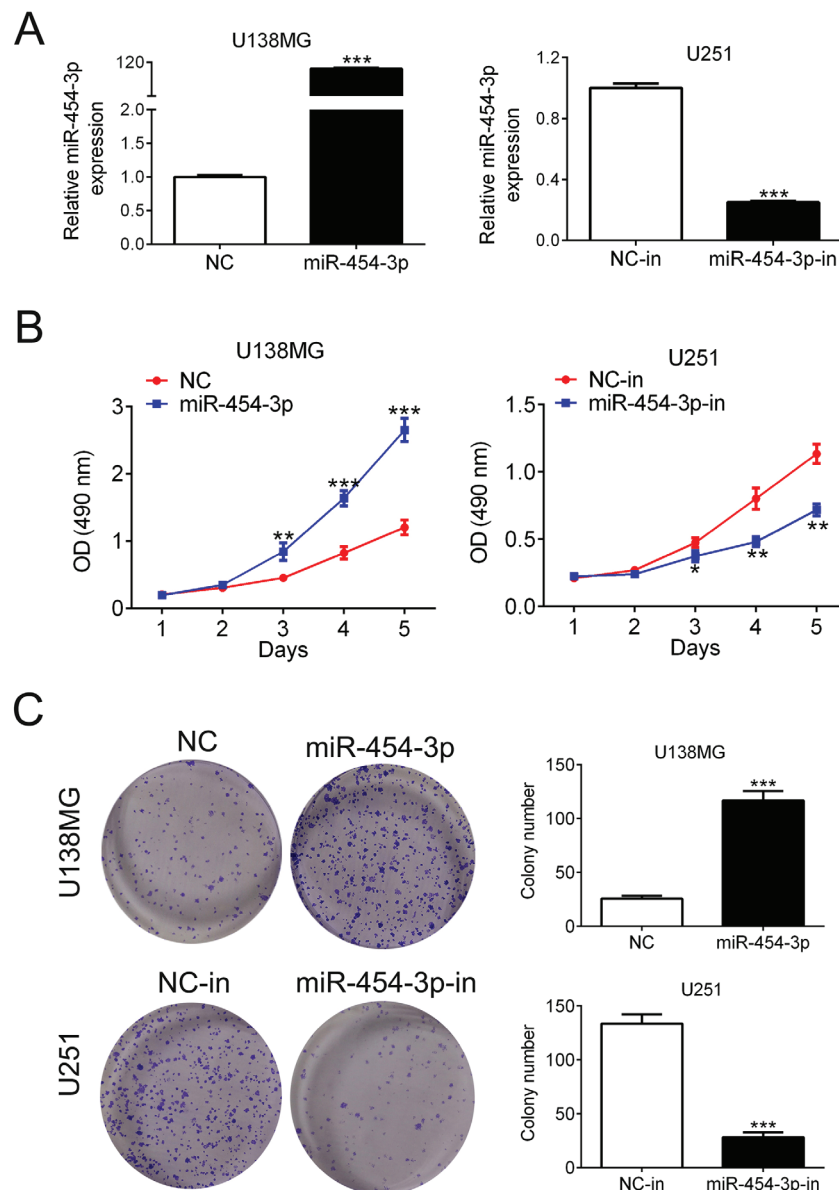 A
U138MG
Relative miR-454-3p
expression
120
***
2.0
1.5
1.0
0.5
0.0
NC
miR-454-3p
U251
Relative miR-454-3p
expression
1.2
0.8
0.4
0.0
***
NC-in
miR-454-3p-in
B
U138MG
NC
miR-454-3p
OD (490 nm)
3
2
1
0
**
***
***
1 2 3 4 5
Days
U251
NC-in
miR-454-3p-in
OD (490 nm)
1.5
1.0
0.5
0.0
*
**
**
1 2 3 4 5
Days
C
NC
miR-454-3p
U138MG
NC-in
miR-454-3p-in
U251
U138MG
Colony number
150
100
50
0
***
NC
miR-454-3p
U251
Colony number
150
100
50
0
***
NC-in
miR-454-3p-in